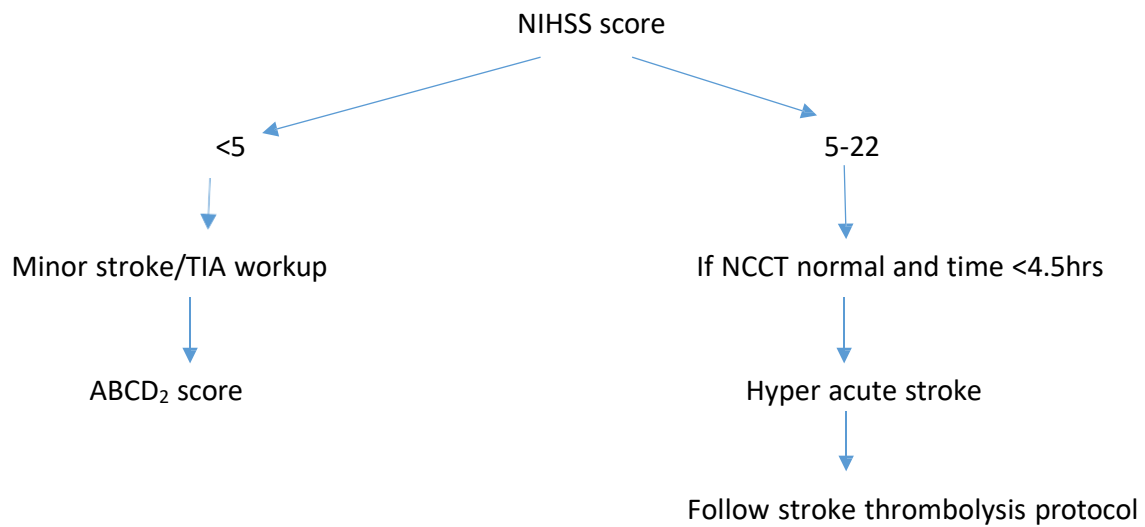 NIHSS score
<5
5-22
Minor stroke/TIA workup
If NCCT normal and time <4.5hrs
ABCD₂ score
Hyper acute stroke
Follow stroke thrombolysis protocol